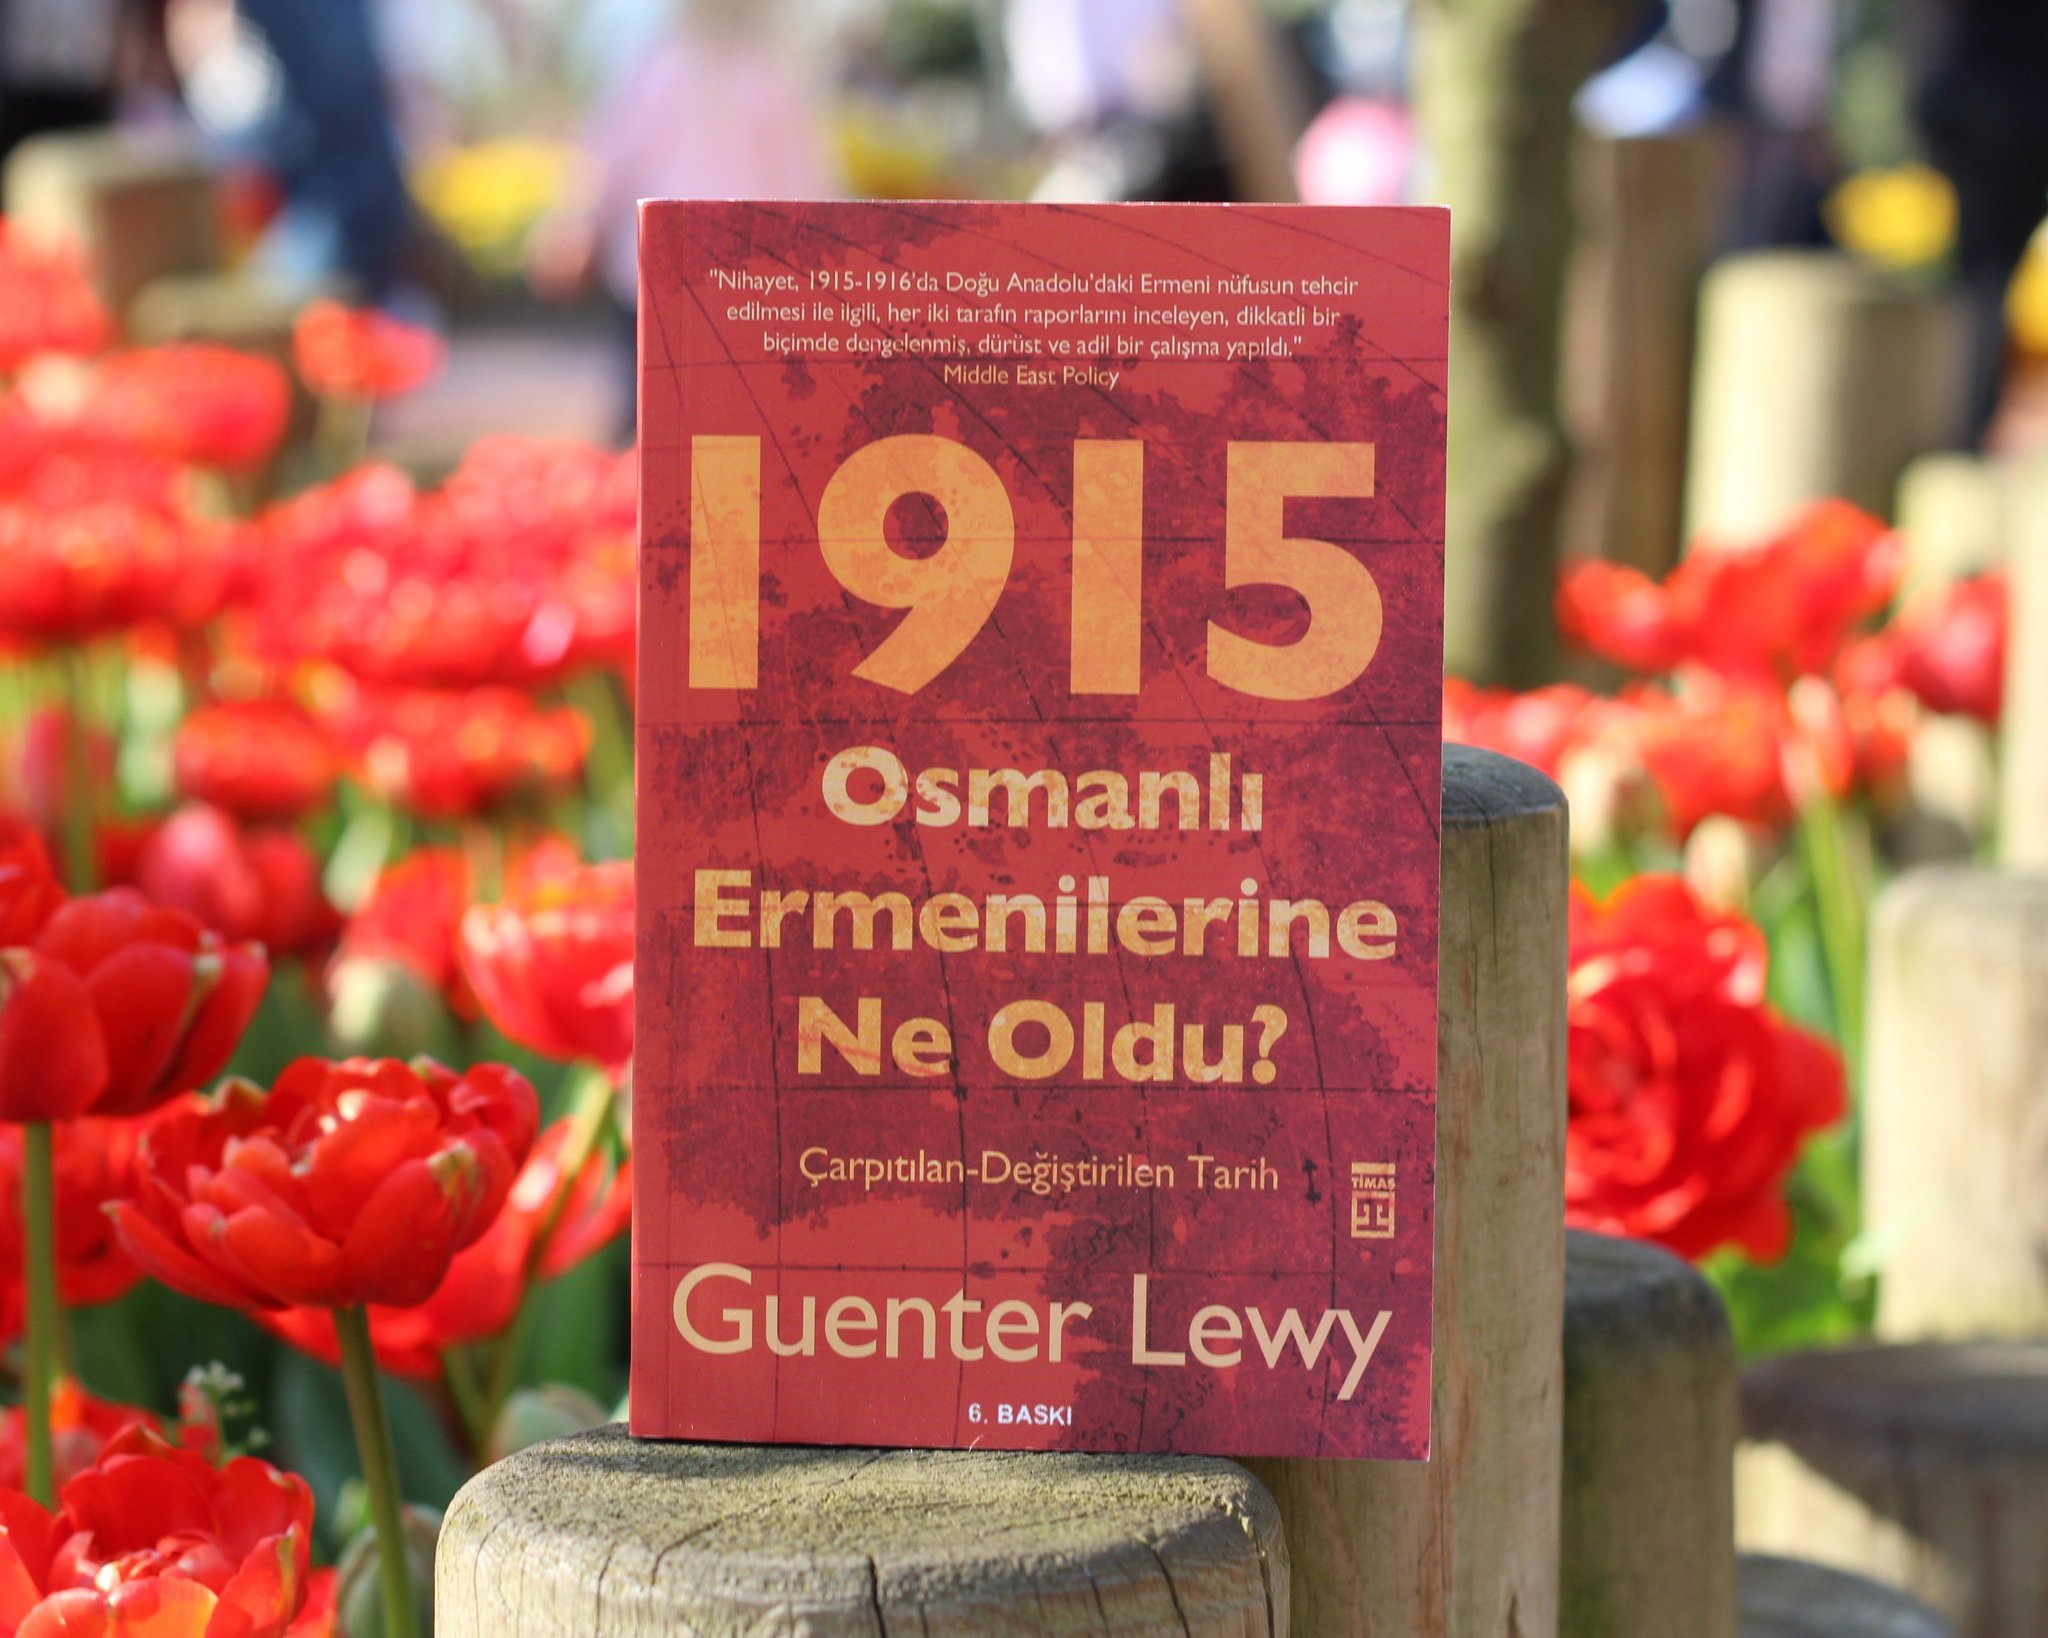 "Nihayet, 1915-1916'da Doğu Anadolu'daki Ermeni nüfusun tehcir
edilmesi ile ilgili, her iki tarafın raporlarını inceleyen, dikkatli bir
biçimde dengelenmiş, dürüst ve adil bir çalışma yapıldı."
Middle East Policy
1915
Osmanlı
Ermenilerine
Ne Oldu?
Çarpıtılan-Değiştirilen Tarih
TİMAŞ
Guenter Lewy
6. BASKI